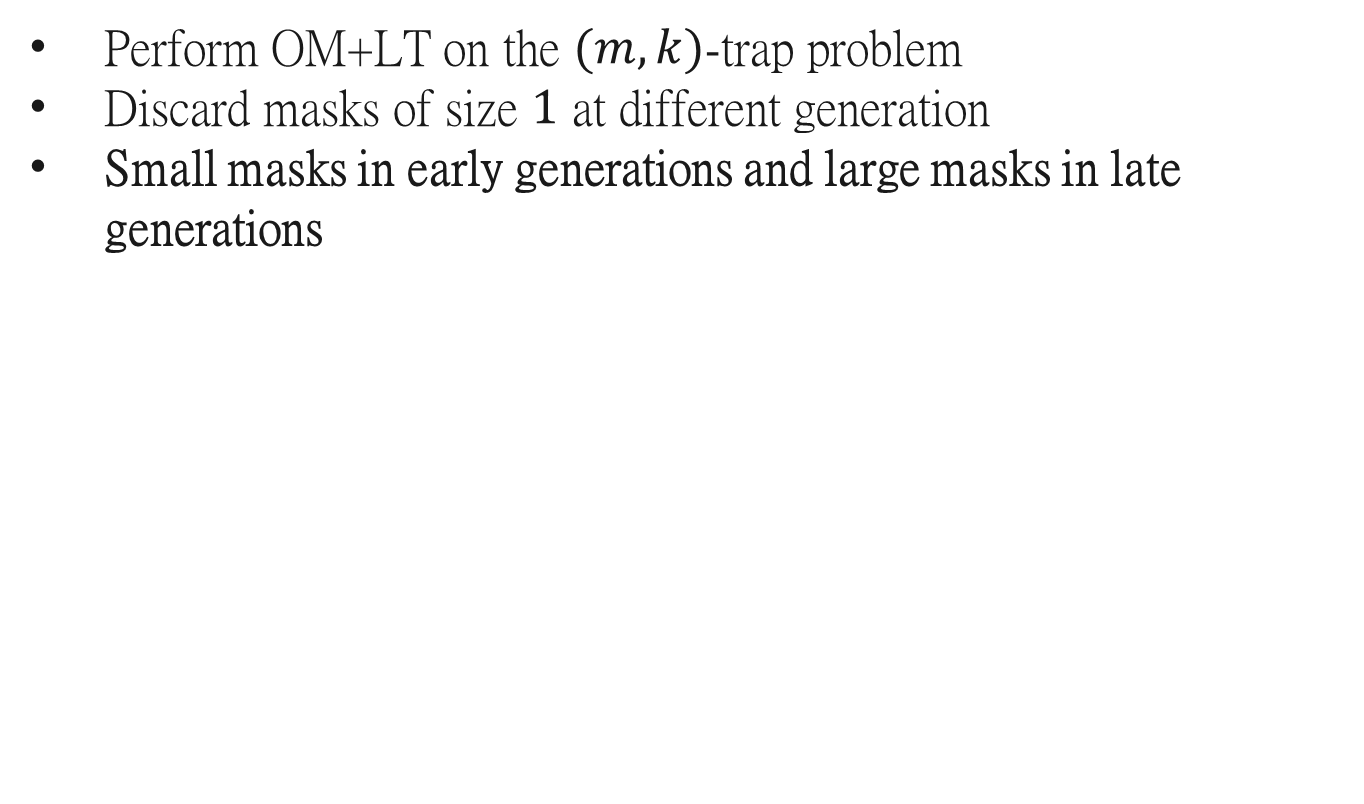 • Perform OM+LT on the (m, k)-trap problem
• Discard masks of size 1 at different generation
• Small masks in early generations and large masks in late
generations